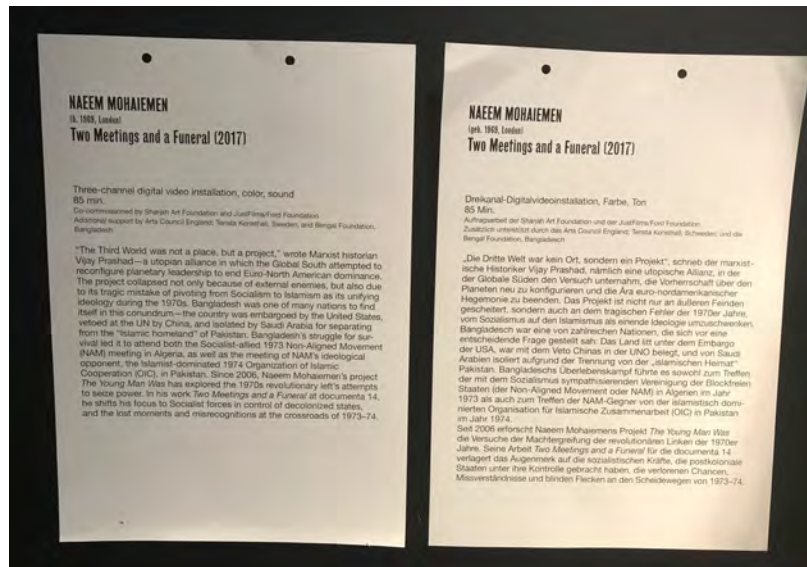 NAEEM MOHAIEMEN
(b. 1969, London)
Two Meetings and a Funeral (2017)
Three-channel digital video installation, color, sound
85 min.
Co-commissioned by Sharjah Art Foundation and JustFilms/Ford Foundation
Additional support by Arts Council England; Tensta Konsthall, Sweden, and Bengal Foundation,
Bangladesh
"The Third World was not a place, but a project," wrote Marxist historian
Vijay Prashad—a utopian alliance in which the Global South attempted to
reconfigure planetary leadership to end Euro-North American dominance.
The project collapsed not only because of external enemies, but also due
to its tragic mistake of pivoting from Socialism to Islamism as its unifying
ideology during the 1970s. Bangladesh was one of many nations to find
itself in this conundrum—the country was embargoed by the United States,
vetoed at the UN by China, and isolated by Saudi Arabia for separating
from the "Islamic homeland" of Pakistan. Bangladesh's struggle for sur-
vival led it to attend both the Socialist-allied 1973 Non-Aligned Movement
(NAM) meeting in Algeria, as well as the meeting of NAM's ideological
opponent, the Islamist-dominated 1974 Organization of Islamic
Cooperation (OIC), in Pakistan. Since 2006, Naeem Mohaiemen's project
The Young Man Was has explored the 1970s revolutionary left's attempts
to seize power. In his work Two Meetings and a Funeral at documenta 14,
he shifts his focus to Socialist forces in control of decolonized states,
and the lost moments and misrecognitions at the crossroads of 1973–74.
NAEEM MOHAIEMEN
(geb. 1969, London)
Two Meetings and a Funeral (2017)
Dreikanal-Digitalvideoinstallation, Farbe, Ton
85 Min.
Auftragsarbeit der Sharjah Art Foundation und der JustFilms/Ford Foundation
Zusätzlich unterstützt durch das Arts Council England; Tensta Konsthall, Schweden; und die
Bengal Foundation, Bangladesch
„Die Dritte Welt war kein Ort, sondern ein Projekt", schrieb der marxist-
ische Historiker Vijay Prashad, nämlich eine utopische Allianz, in der
der Globale Süden den Versuch unternahm, die Vorherrschaft über den
Planeten neu zu konfigurieren und die Ära euro-nordamerikanischer
Hegemonie zu beenden. Das Projekt ist nicht nur an äußeren Feinden
gescheitert, sondern auch an dem tragischen Fehler der 1970er Jahre,
vom Sozialismus auf den Islamismus als einende Ideologie umzuschwenken.
Bangladesch war eine von zahlreichen Nationen, die sich vor eine
entscheidende Frage gestellt sah: Das Land litt unter dem Embargo
der USA, war mit dem Veto Chinas in der UNO belegt, und von Saudi
Arabien isoliert aufgrund der Trennung von der „islamischen Heimat"
Pakistan. Bangladeschs Überlebenskampf führte es sowohl zum Treffen
der mit dem Sozialismus sympathisierenden Vereinigung der Blockfreien
Staaten (der Non-Aligned Movement oder NAM) in Algerien im Jahr
1973 als auch zum Treffen der NAM-Gegner von der islamistisch domi-
nierten Organisation für Islamische Zusammenarbeit (OIC) in Pakistan
im Jahr 1974.
Seit 2006 erforscht Naeem Mohaiemens Projekt The Young Man Was
die Versuche der Machtergreifung der revolutionären Linken der 1970er
Jahre. Seine Arbeit Two Meetings and a Funeral für die documenta 14
verlagert das Augenmerk auf die sozialistischen Kräfte, die postkoloniale
Staaten unter ihre Kontrolle gebracht haben, die verlorenen Chancen,
Missverständnisse und blinden Flecken an den Scheidewegen von 1973–74.